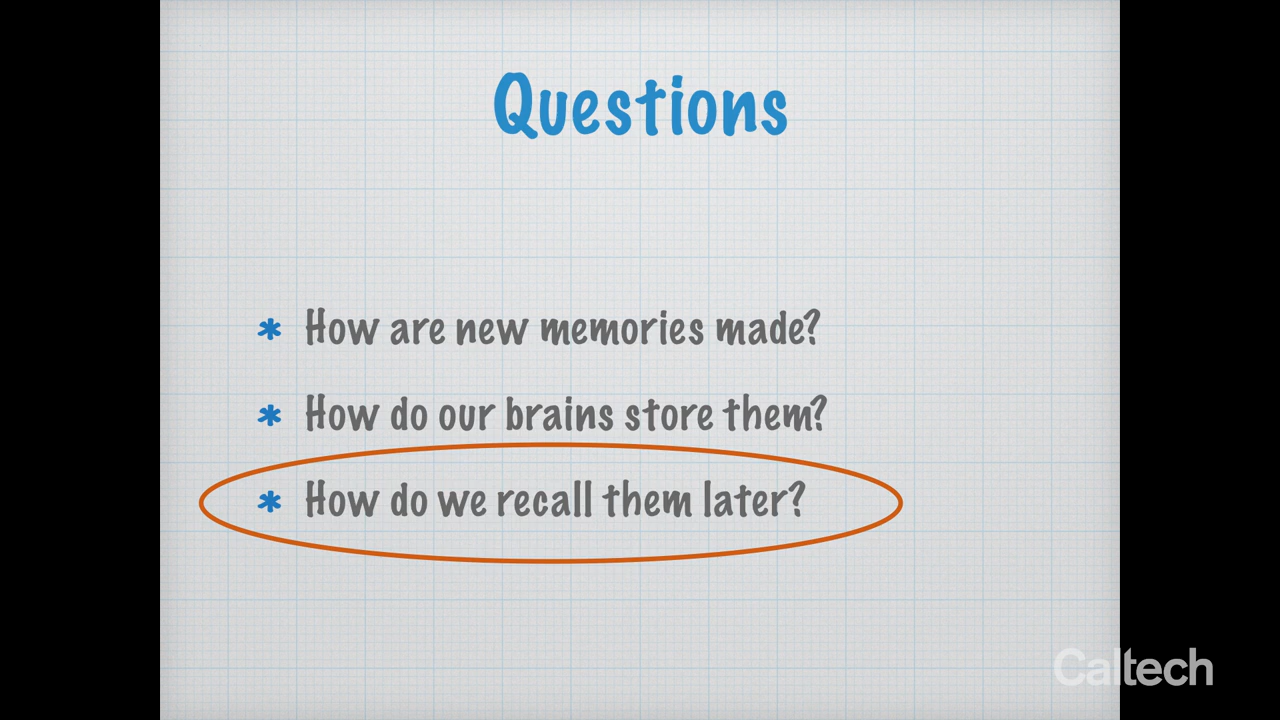 Questions
* How are new memories made?
* How do our brains store them?
* How do we recall them later?
Caltech